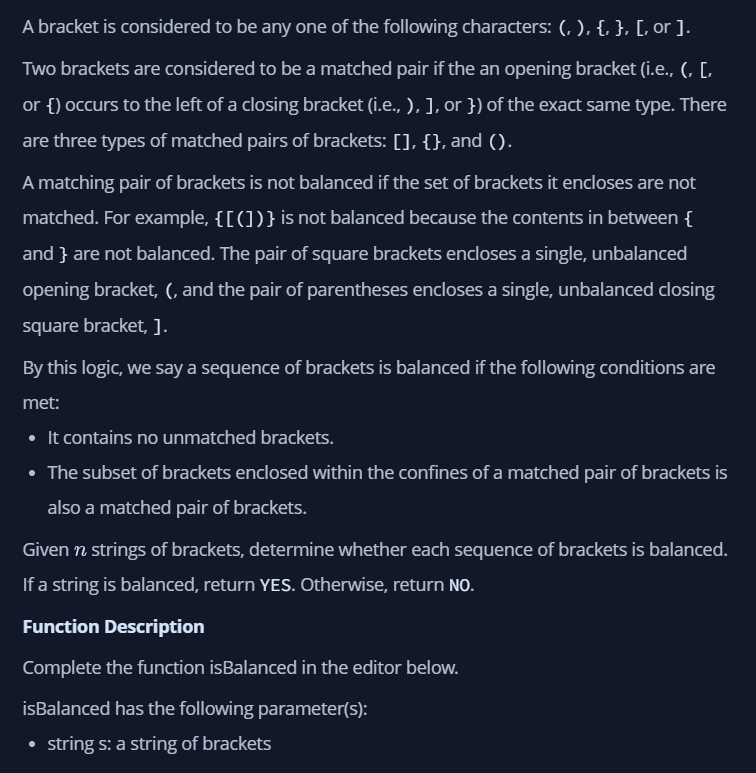 A bracket is considered to be any one of the following characters: (, ), {, }, [, or ].
Two brackets are considered to be a matched pair if the an opening bracket (i.e., (, [,
or {) occurs to the left of a closing bracket (i.e., ), ], or }) of the exact same type. There
are three types of matched pairs of brackets: [], {}, and ().
A matching pair of brackets is not balanced if the set of brackets it encloses are not
matched. For example, {[(])} is not balanced because the contents in between {
and } are not balanced. The pair of square brackets encloses a single, unbalanced
opening bracket, (, and the pair of parentheses encloses a single, unbalanced closing
square bracket, ].
By this logic, we say a sequence of brackets is balanced if the following conditions are
met:
• It contains no unmatched brackets.
• The subset of brackets enclosed within the confines of a matched pair of brackets is
also a matched pair of brackets.
Given n strings of brackets, determine whether each sequence of brackets is balanced.
If a string is balanced, return YES. Otherwise, return NO.
Function Description
Complete the function isBalanced in the editor below.
isBalanced has the following parameter(s):
• string s: a string of brackets